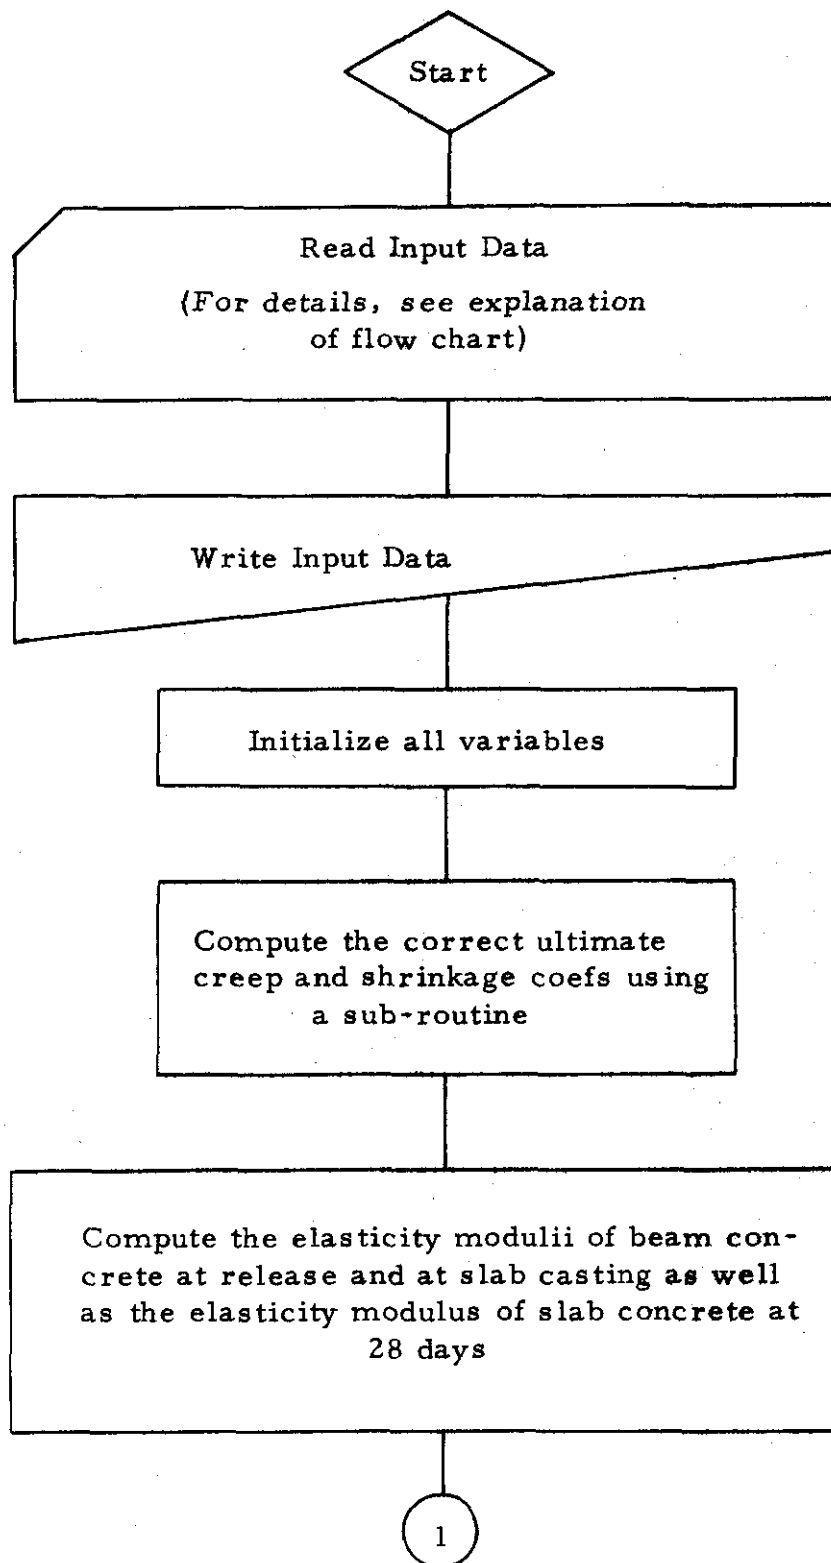 Start
Read Input Data
(For details, see explanation
of flow chart)
Write Input Data
Initialize all variables
Compute the correct ultimate
creep and shrinkage coefs using
a sub-routine
Compute the elasticity modulii of beam con-
crete at release and at slab casting as well
as the elasticity modulus of slab concrete at
28 days
1